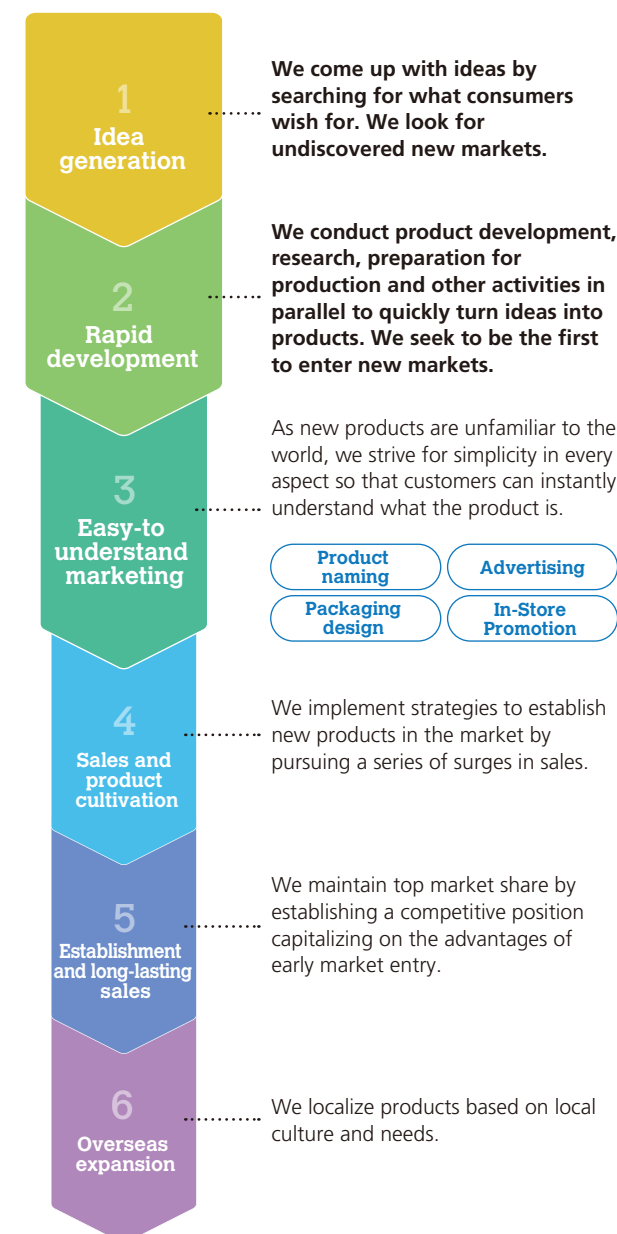 1
Idea
generation
We come up with ideas by
searching for what consumers
wish for. We look for
undiscovered new markets.
2
Rapid
development
We conduct product development,
research, preparation for
production and other activities in
parallel to quickly turn ideas into
products. We seek to be the first
to enter new markets.
3
Easy-to
understand
marketing
As new products are unfamiliar to the
world, we strive for simplicity in every
aspect so that customers can instantly
understand what the product is.
Product
naming
Advertising
Packaging
design
In-Store
Promotion
4
Sales and
product
cultivation
We implement strategies to establish
new products in the market by
pursuing a series of surges in sales.
5
Establishment
and long-lasting
sales
We maintain top market share by
establishing a competitive position
capitalizing on the advantages of
early market entry.
6
Overseas
expansion
We localize products based on local
culture and needs.